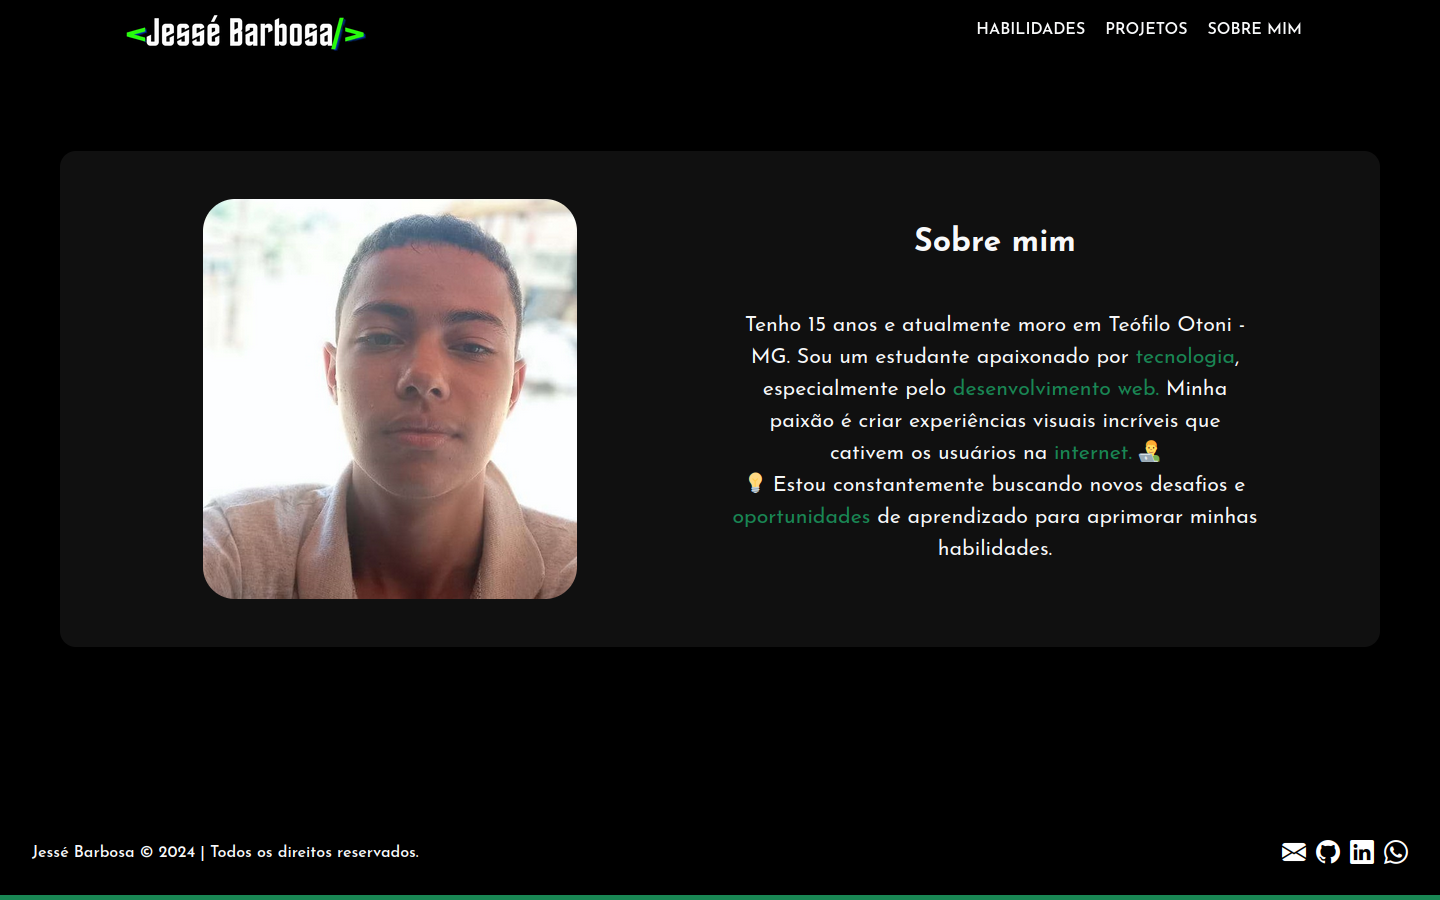 <Jessé Barbosa/>
HABILIDADES PROJETOS SOBRE MIM
Sobre mim
Tenho 15 anos e atualmente moro em Teófilo Otoni -
MG. Sou um estudante apaixonado por tecnologia,
especialmente pelo desenvolvimento web. Minha
paixão é criar experiências visuais incríveis que
cativem os usuários na internet. 👨‍💻
💡 Estou constantemente buscando novos desafios e
oportunidades de aprendizado para aprimorar minhas
habilidades.
Jessé Barbosa © 2024 | Todos os direitos reservados.